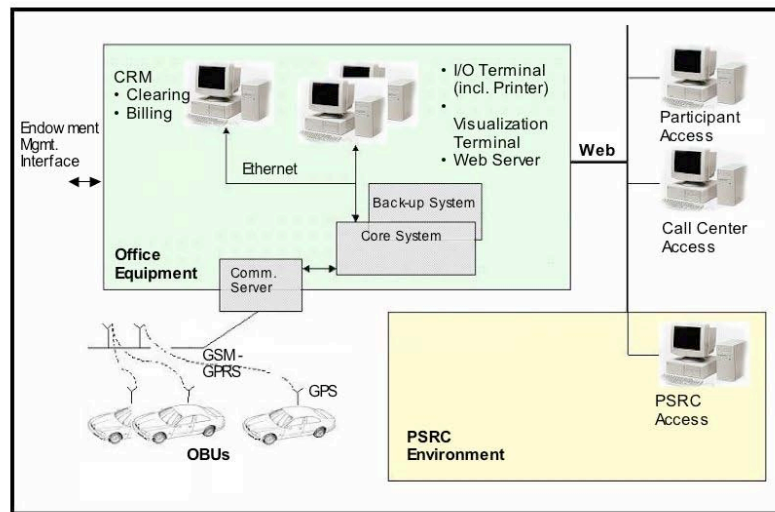 CRM
• Clearing
• Billing
• I/O Terminal
(incl. Printer)
•
Visualization
Terminal
• Web Server
Endowment
Mgmt.
Interface
Ethernet
Web
Participant
Access
Back-up System
Core System
Call Center
Access
Office
Equipment
Comm.
Server
GSM-
GPRS
GPS
OBUs
PSRC
Access
PSRC
Environment